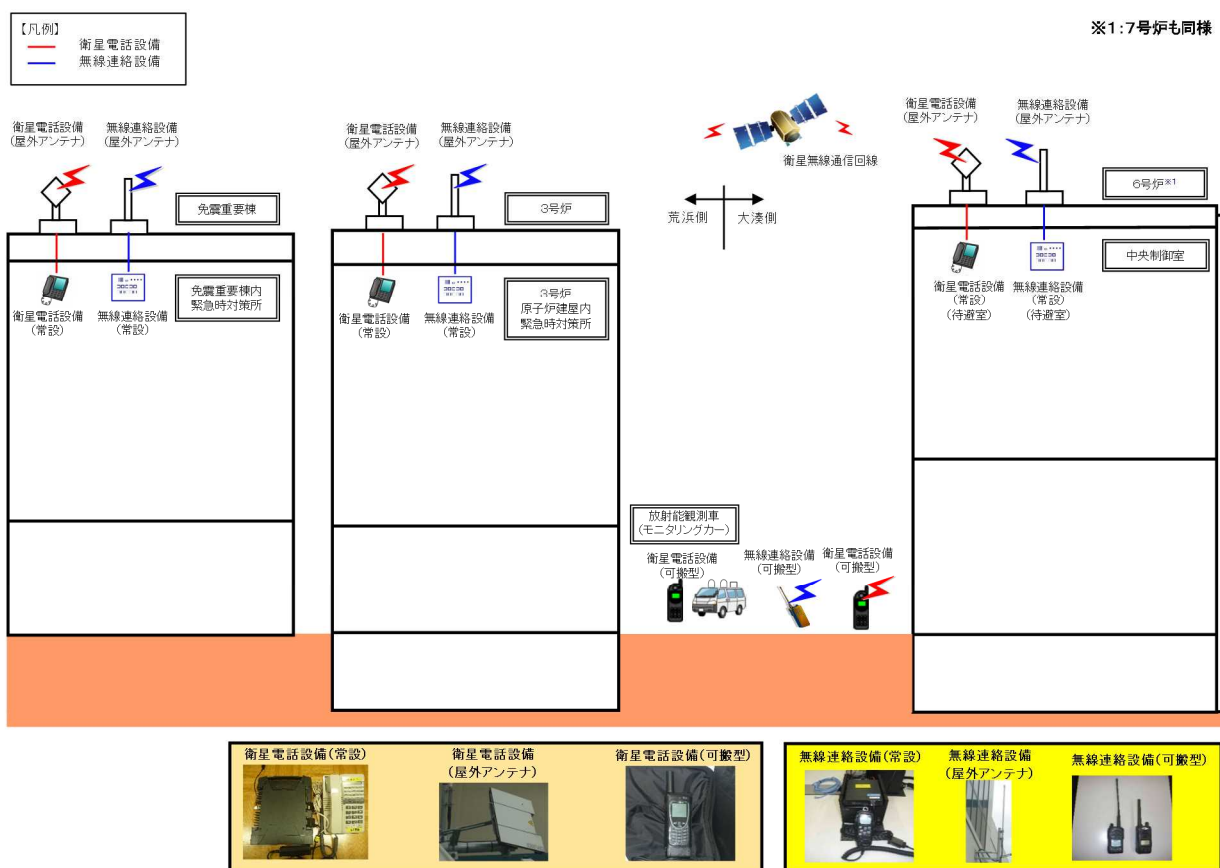 【凡例】
衛星電話設備
無線連絡設備
※1:7号炉も同様
衛星電話設備
(屋外アンテナ)
無線連絡設備
(屋外アンテナ)
免震重要棟
衛星電話設備
(屋外アンテナ)
無線連絡設備
(屋外アンテナ)
3号炉
衛星無線通信回線
荒浜側
大湊側
衛星電話設備
(屋外アンテナ)
無線連絡設備
(屋外アンテナ)
6号炉※1
衛星電話設備
(常設)
無線連絡設備
(常設)
免震重要棟内
緊急時対策所
衛星電話設備
(常設)
無線連絡設備
(常設)
3号炉
原子炉建屋内
緊急時対策所
衛星電話設備
(常設)
(待避室)
無線連絡設備
(常設)
(待避室)
中央制御室
放射能観測車
(モニタリングカー)
衛星電話設備
(可搬型)
無線連絡設備
(可搬型)
衛星電話設備
(可搬型)
衛星電話設備(常設)
衛星電話設備
(屋外アンテナ)
衛星電話設備(可搬型)
無線連絡設備(常設)
無線連絡設備
(屋外アンテナ)
無線連絡設備(可搬型)